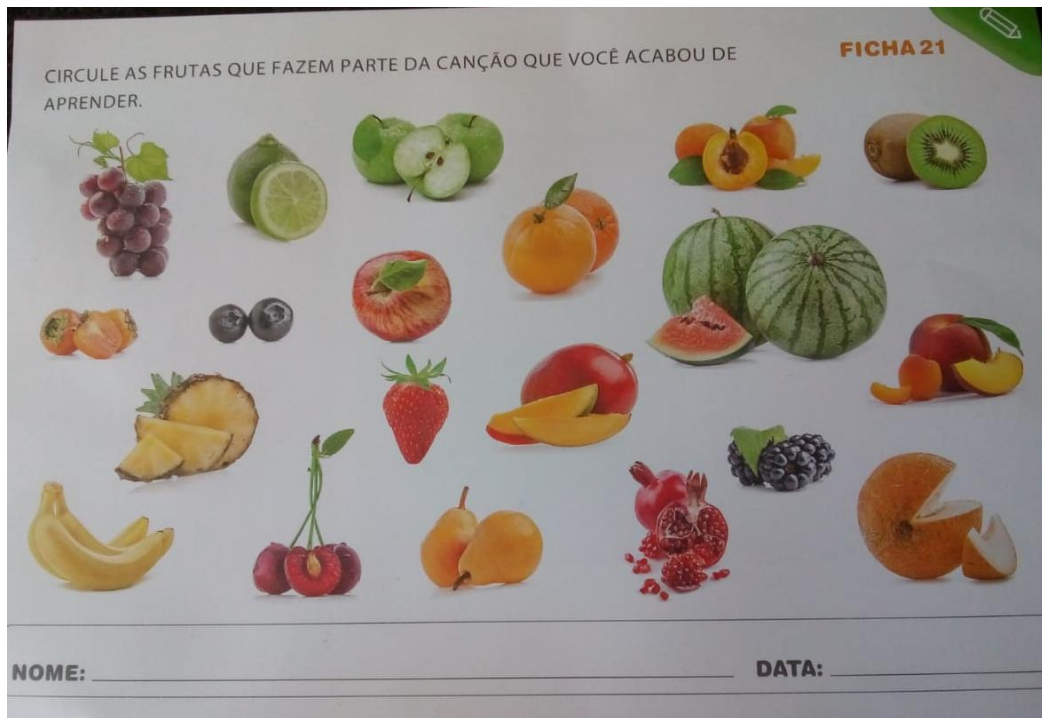 FICHA 21
CIRCULE AS FRUTAS QUE FAZEM PARTE DA CANÇÃO QUE VOCÊ ACABOU DE
APRENDER.
NOME:
DATA: